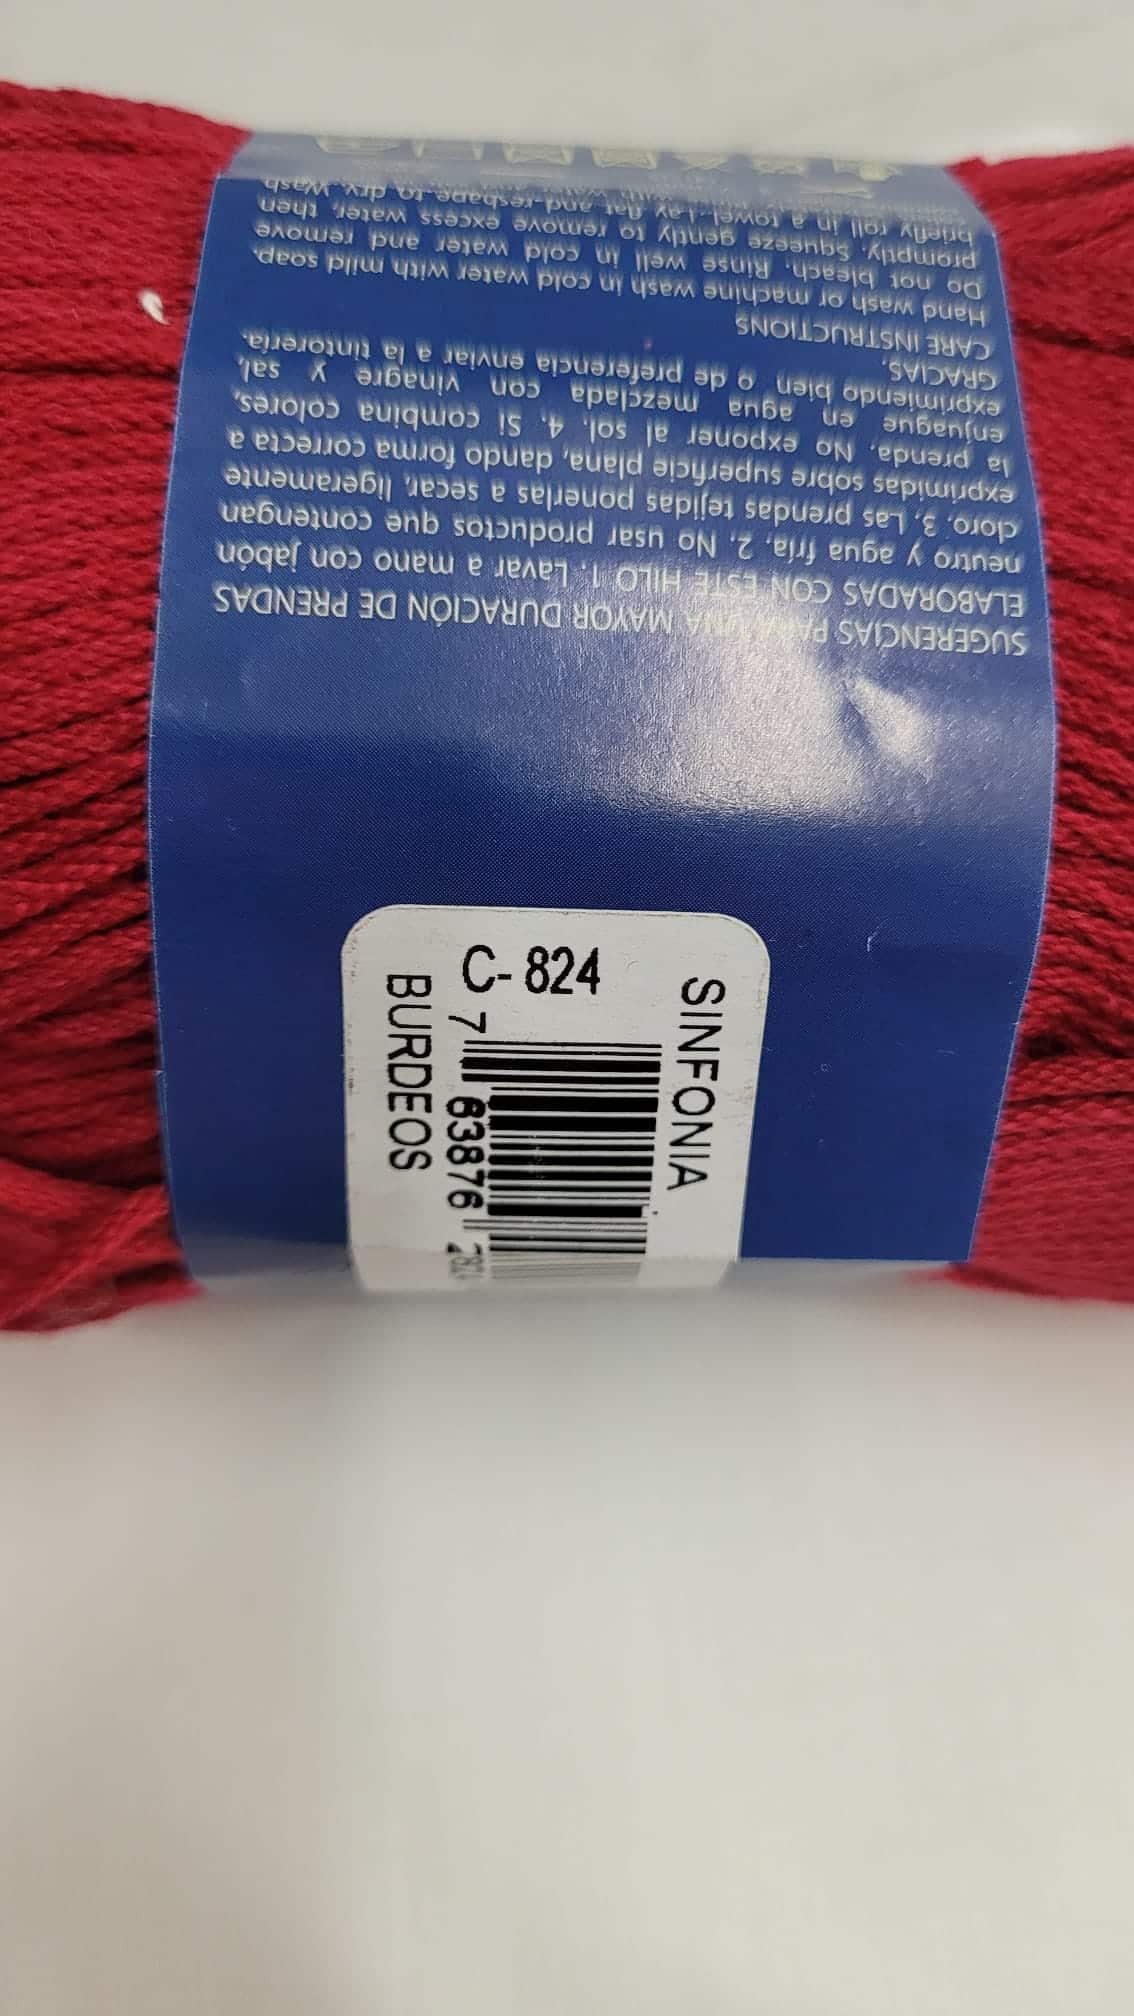 SUGERENCIAS PARA UNA MAYOR DURACIÓN DE PRENDAS
ELABORADAS CON ESTE HILO 1. Lavar a mano con jabón
neutro y agua fría. 2. No usar productos que contengan
cloro. 3. Las prendas tejidas ponerlas a secar, ligeramente
exprimidas sobre superficie plana, dando forma correcta a
la prenda. No exponer al sol. 4. Si combina colores,
enjuague en agua mezclada con vinagre y sal,
exprimiendo bien o de preferencia enviar a la tintorería.
GRACIAS.
CARE INSTRUCTIONS
Hand wash or machine wash in cold water with mild soap.
Do not bleach. Rinse well in cold water and remove
promptly. Squeeze gently to remove excess water, then
briefly roll in a towel. Lay flat and reshape to dry. Wash
SINFONIA
C-824
7 63876
BURDEOS